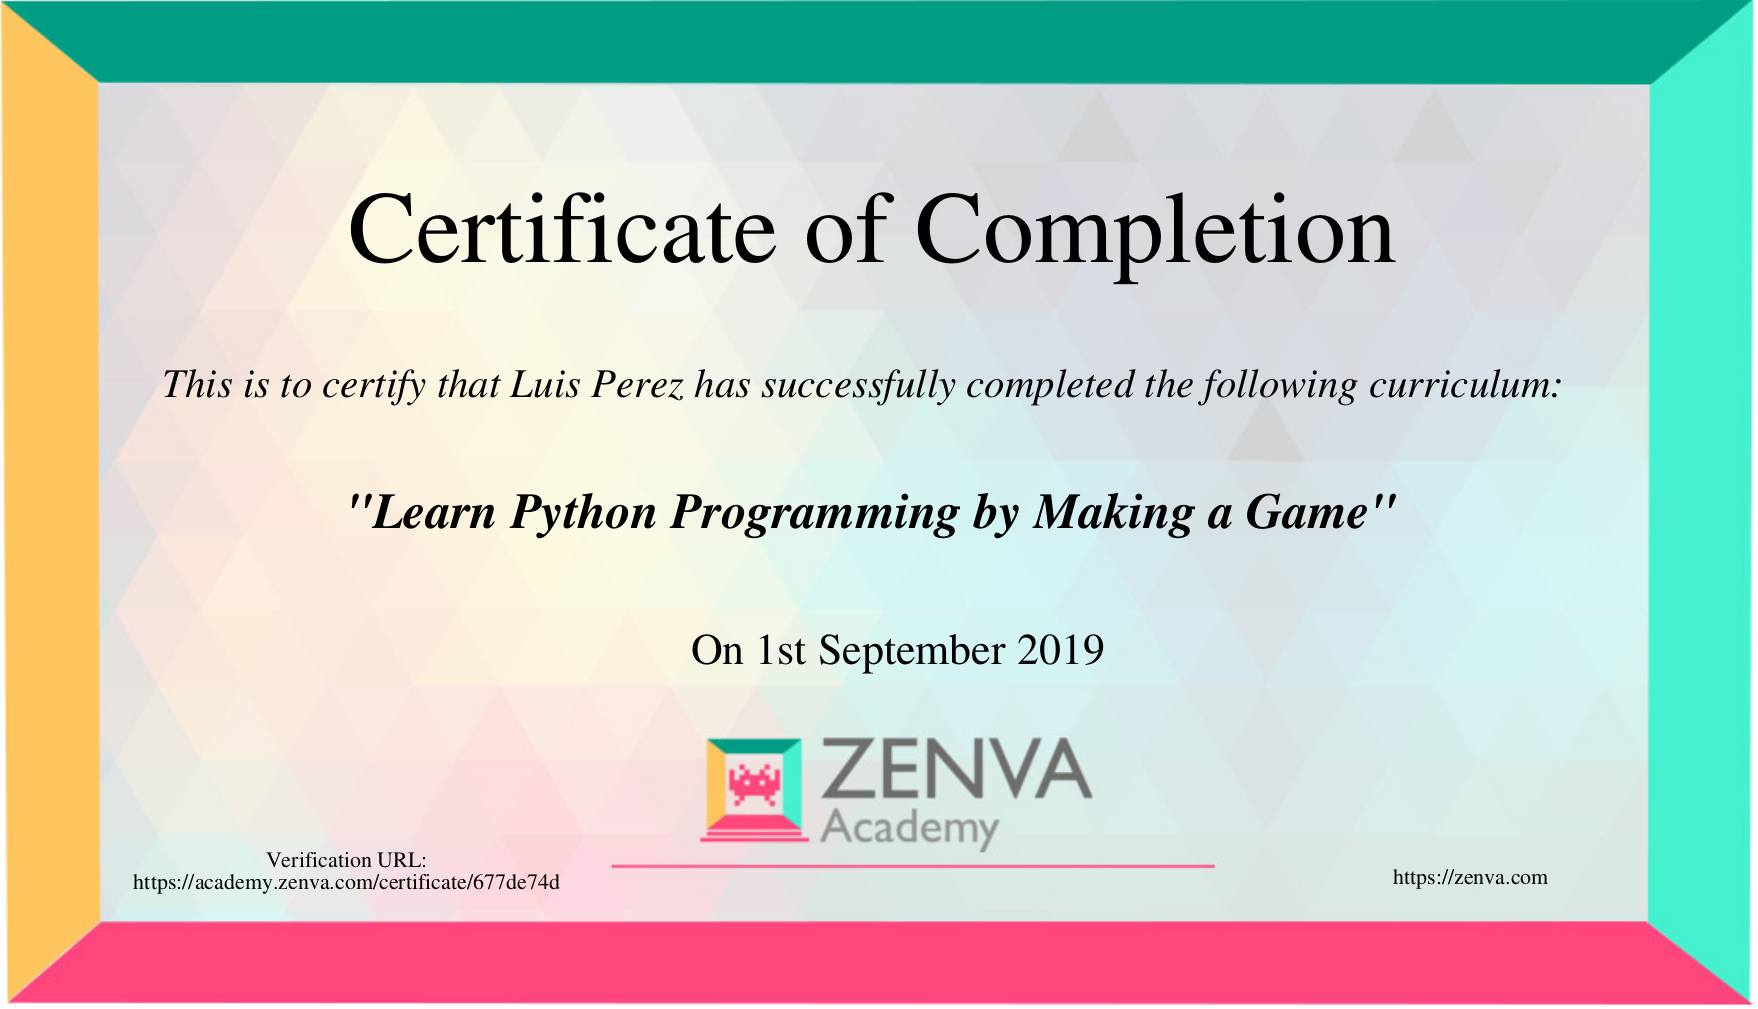 Certificate of Completion
This is to certify that Luis Perez has successfully completed the following curriculum:
"Learn Python Programming by Making a Game"
On 1st September 2019
ZENVA
Academy
Verification URL:
https://academy.zenva.com/certificate/677de74d
https://zenva.com